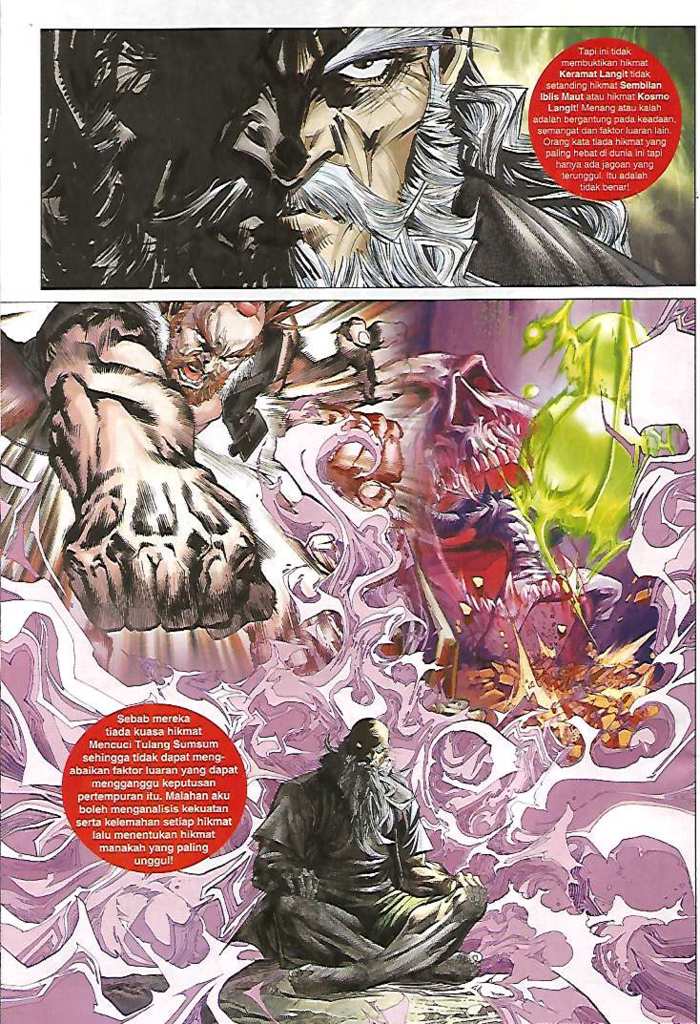 Tapi ini tidak
membuktikan hikmat
Keramat Langit tidak
setanding hikmat Sembilan
Iblis Maut atau hikmat Kosmo
Langit! Menang atau kalah
adalah bergantung pada keadaan,
semangat dan faktor luaran lain.
Orang kata tiada hikmat yang
paling hebat di dunia ini tapi
hanya ada jagoan yang
terunggul. Itu adalah
tidak benar!
Sebab mereka
tiada kuasa hikmat
Mencuci Tulang Sumsum
sehingga tidak dapat meng-
abaikan faktor luaran yang dapat
mengganggu keputusan
pertempuran itu. Malahan aku
boleh menganalisis kekuatan
serta kelemahan setiap hikmat
lalu menentukan hikmat
manakah yang paling
unggul!